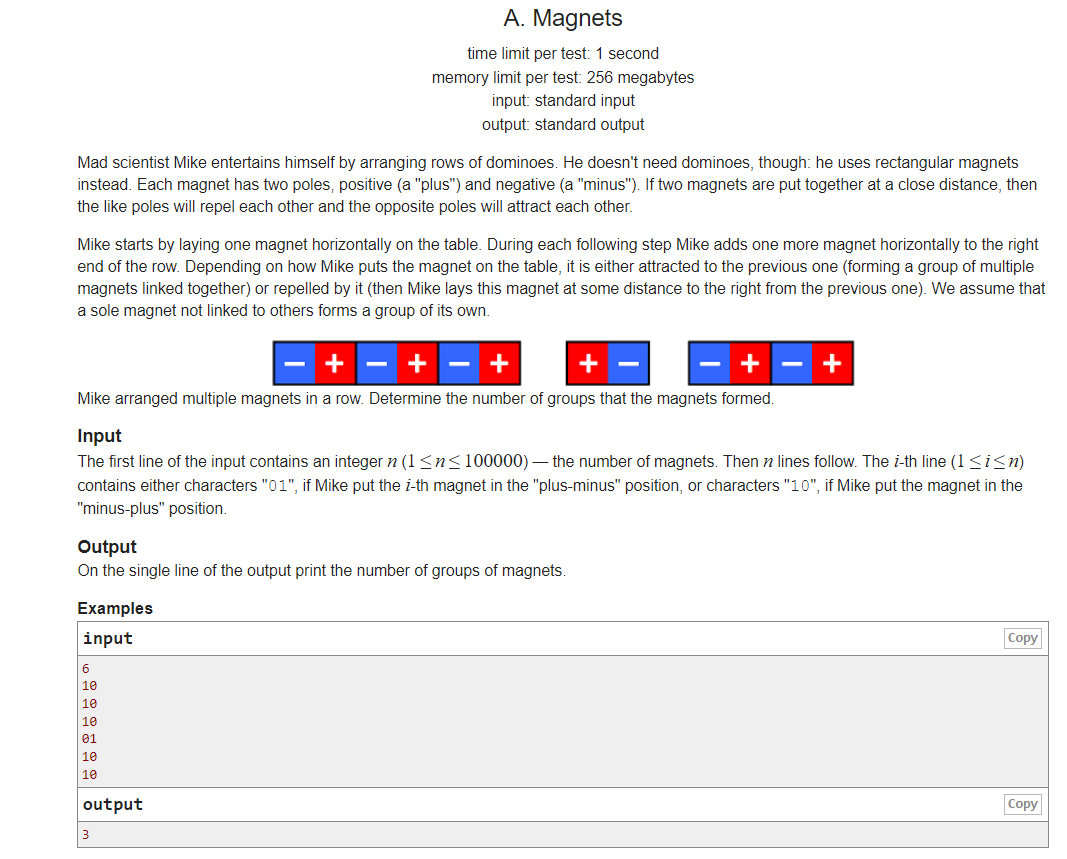 A. Magnets
time limit per test: 1 second
memory limit per test: 256 megabytes
input: standard input
output: standard output
Mad scientist Mike entertains himself by arranging rows of dominoes. He doesn't need dominoes, though: he uses rectangular magnets
instead. Each magnet has two poles, positive (a "plus") and negative (a "minus"). If two magnets are put together at a close distance, then
the like poles will repel each other and the opposite poles will attract each other.
Mike starts by laying one magnet horizontally on the table. During each following step Mike adds one more magnet horizontally to the right
end of the row. Depending on how Mike puts the magnet on the table, it is either attracted to the previous one (forming a group of multiple
magnets linked together) or repelled by it (then Mike lays this magnet at some distance to the right from the previous one). We assume that
a sole magnet not linked to others forms a group of its own.
− + − + − + + − − + − +
Mike arranged multiple magnets in a row. Determine the number of groups that the magnets formed.
Input
The first line of the input contains an integer n (1 ≤ n ≤ 100000) — the number of magnets. Then n lines follow. The i-th line (1 ≤ i ≤ n)
contains either characters "01", if Mike put the i-th magnet in the "plus-minus" position, or characters "10", if Mike put the magnet in the
"minus-plus" position.
Output
On the single line of the output print the number of groups of magnets.
Examples
input Copy
6
10
10
10
01
10
10
output Copy
3